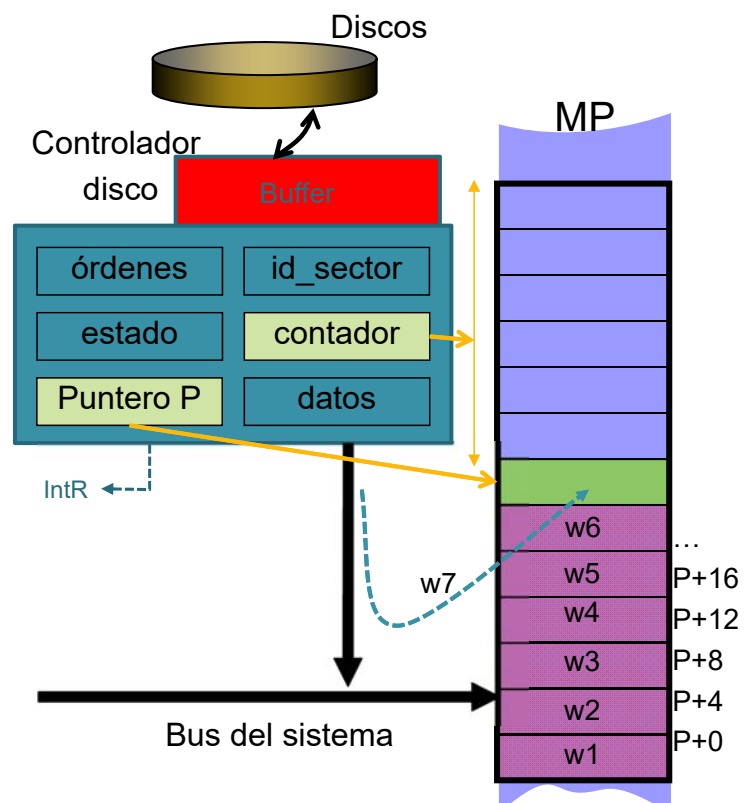 Discos
MP
Controlador
disco
Buffer
órdenes
id_sector
estado
contador
Puntero P
datos
IntR
w7
w6
…
w5
P+16
w4
P+12
w3
P+8
w2
P+4
w1
P+0
Bus del sistema